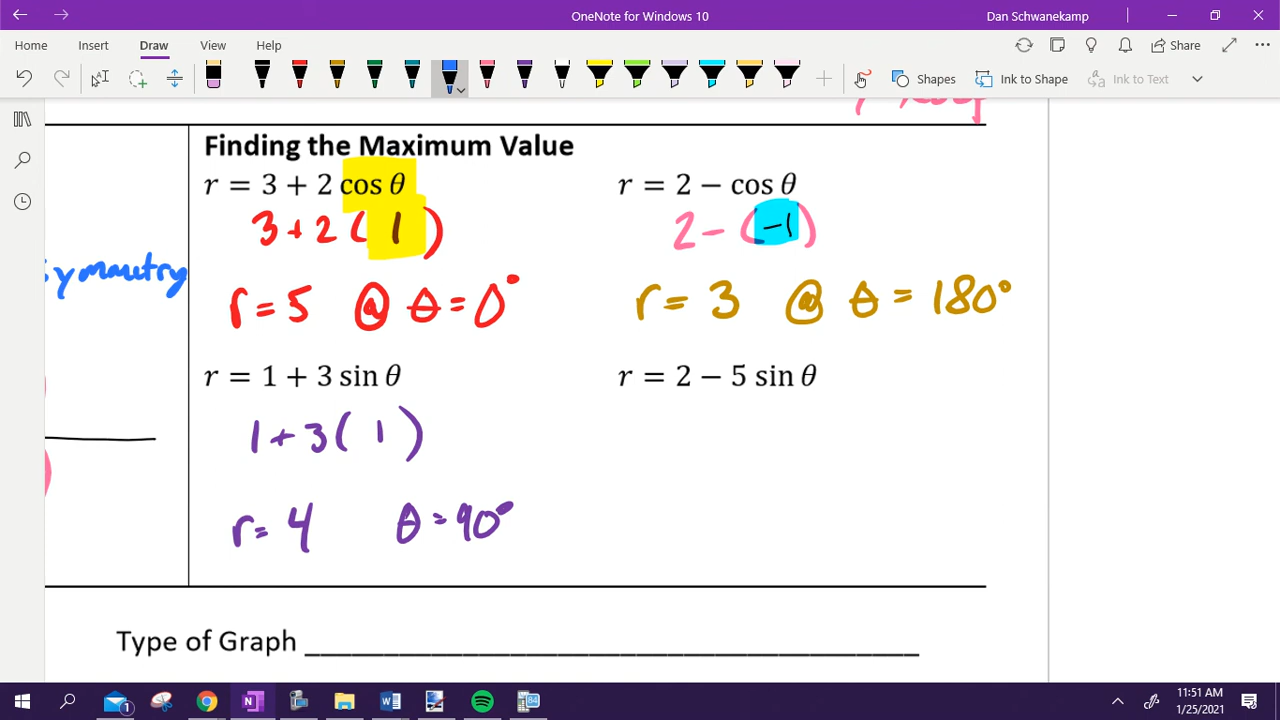 OneNote for Windows 10
Dan Schwanekamp
Home Insert Draw View Help
Share
Shapes Ink to Shape Ink to Text
Finding the Maximum Value
r = 3 + 2 cos θ
3 + 2 ( 1 )
r = 5 @ θ = 0°
r = 2 − cos θ
2 − ( −1 )
r = 3 @ θ = 180°
symmetry
r = 1 + 3 sin θ
1 + 3 ( 1 )
r = 4 θ = 90°
r = 2 − 5 sin θ
Type of Graph ________________________________________
11:51 AM
1/25/2021